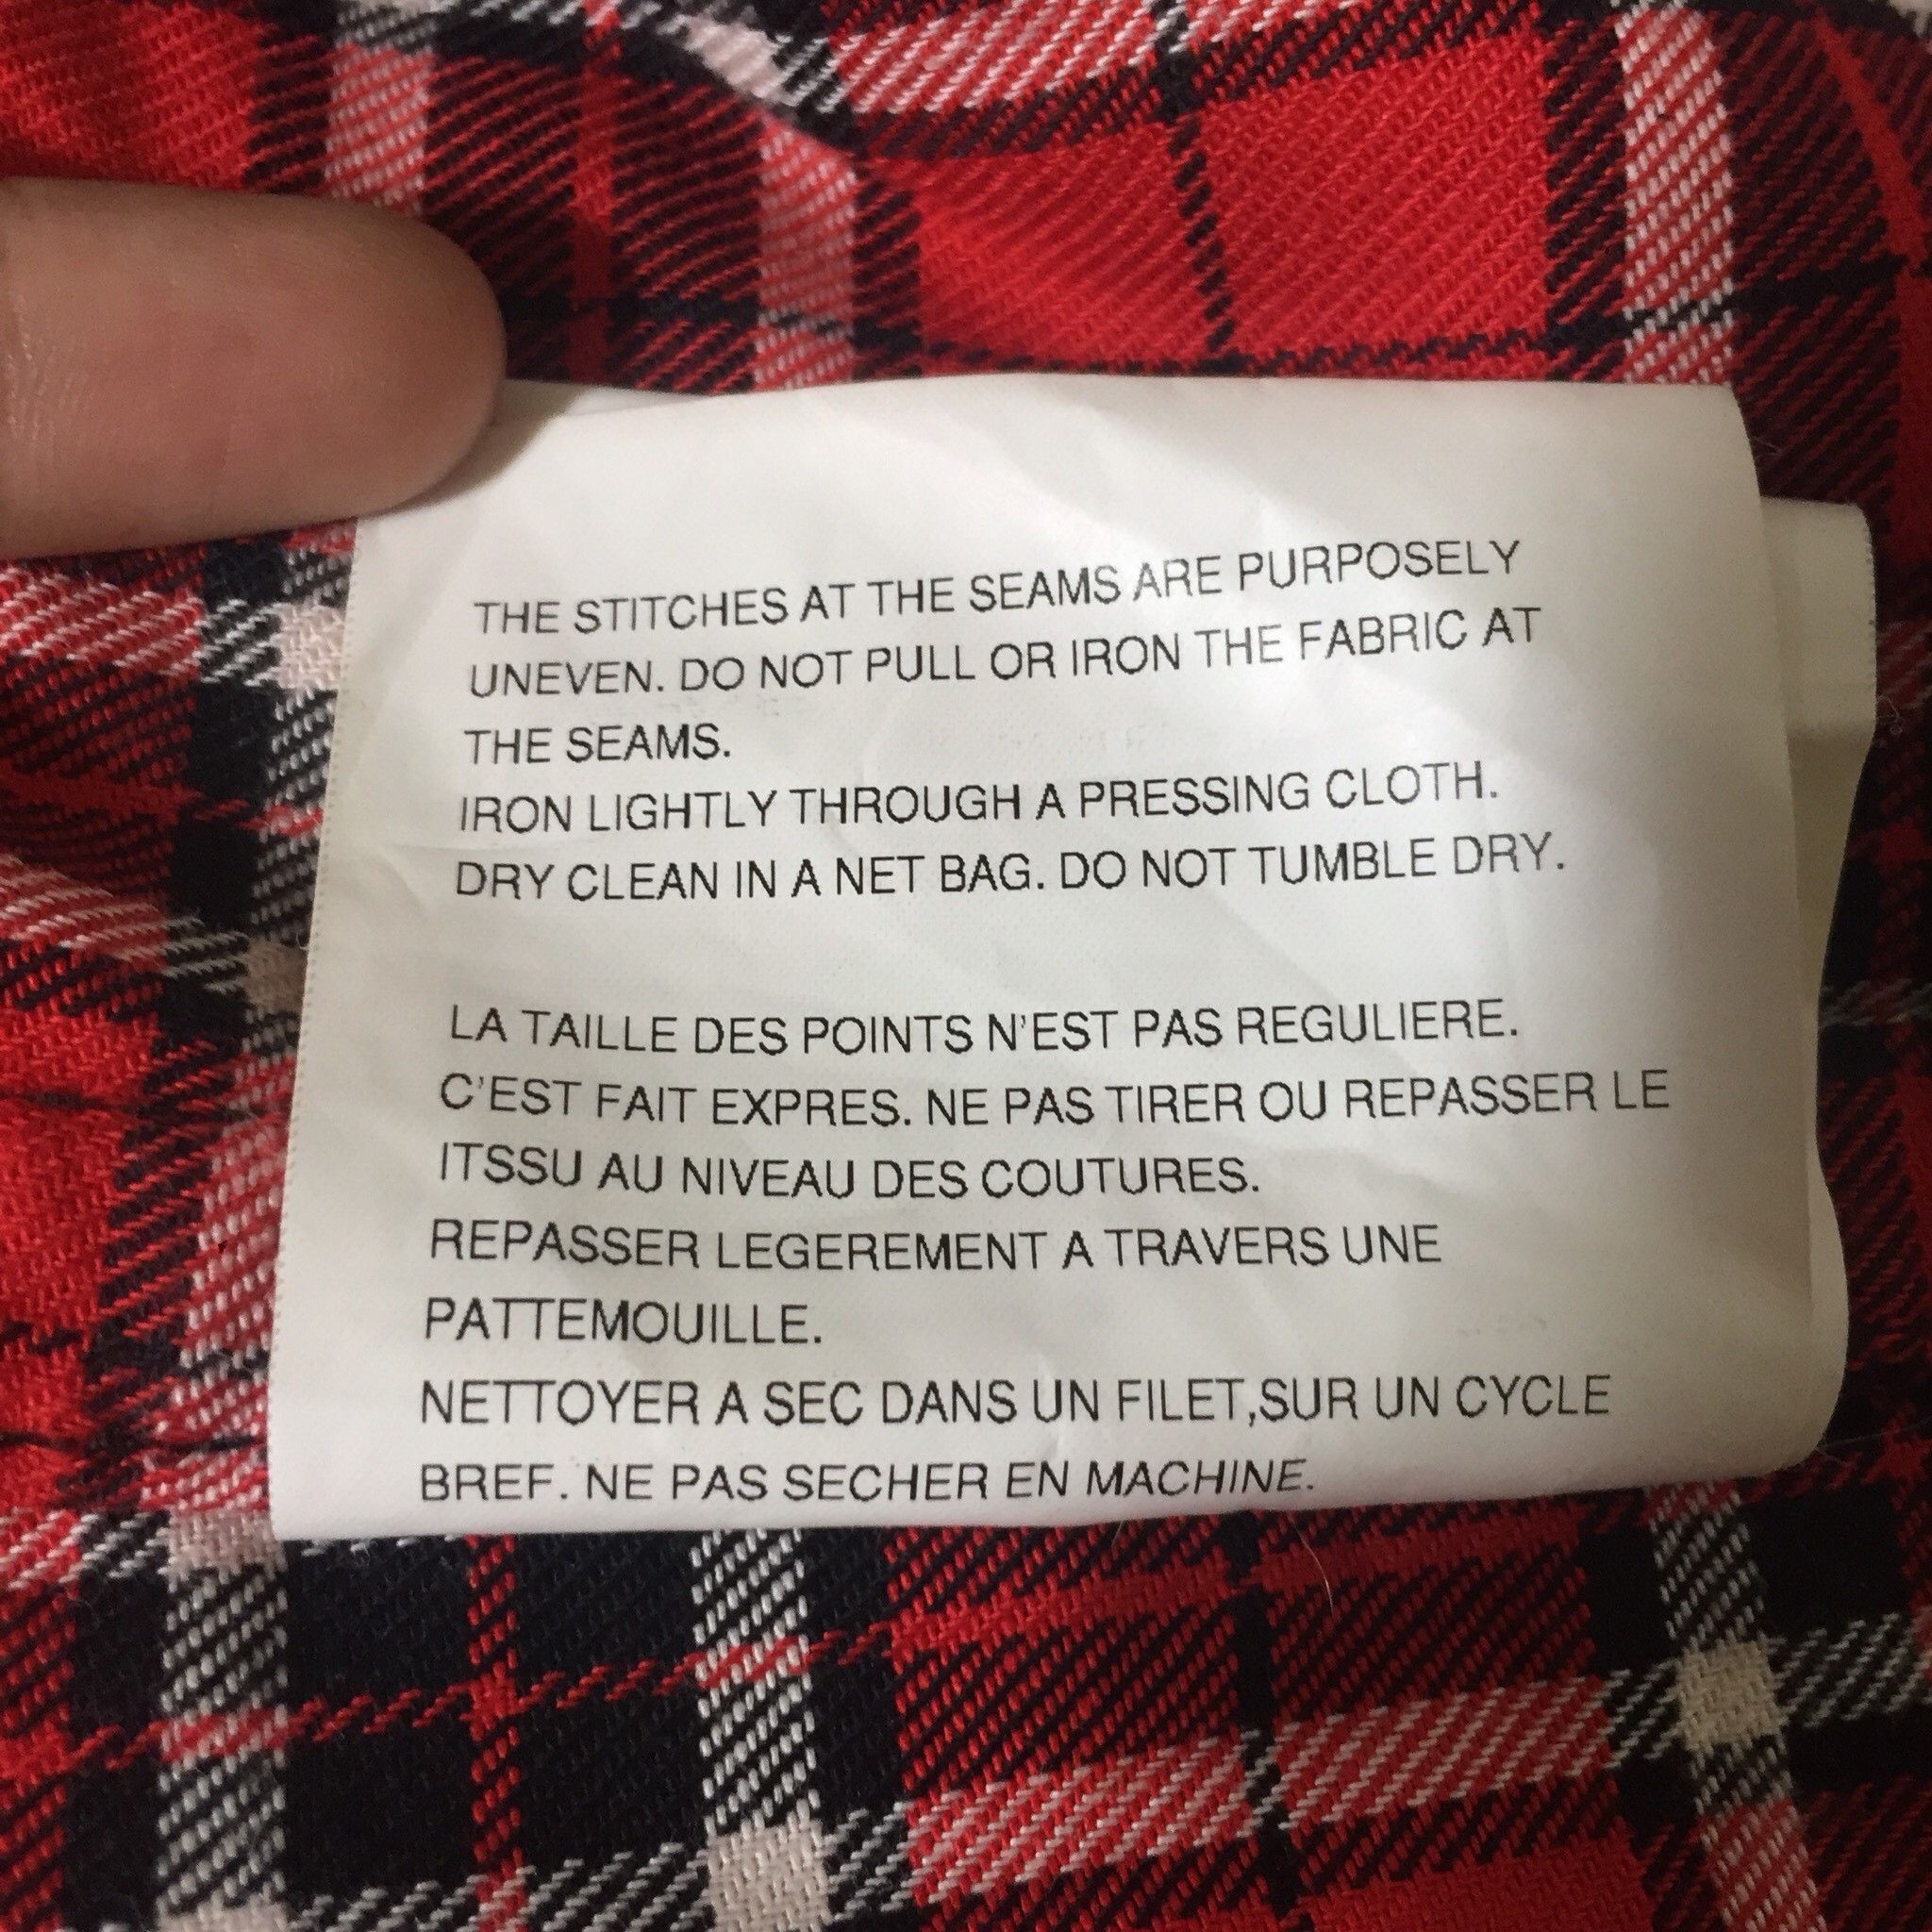 THE STITCHES AT THE SEAMS ARE PURPOSELY
UNEVEN. DO NOT PULL OR IRON THE FABRIC AT
THE SEAMS.
IRON LIGHTLY THROUGH A PRESSING CLOTH.
DRY CLEAN IN A NET BAG. DO NOT TUMBLE DRY.
LA TAILLE DES POINTS N'EST PAS REGULIERE.
C'EST FAIT EXPRES. NE PAS TIRER OU REPASSER LE
ITSSU AU NIVEAU DES COUTURES.
REPASSER LEGEREMENT A TRAVERS UNE
PATTEMOUILLE.
NETTOYER A SEC DANS UN FILET,SUR UN CYCLE
BREF. NE PAS SECHER EN MACHINE.